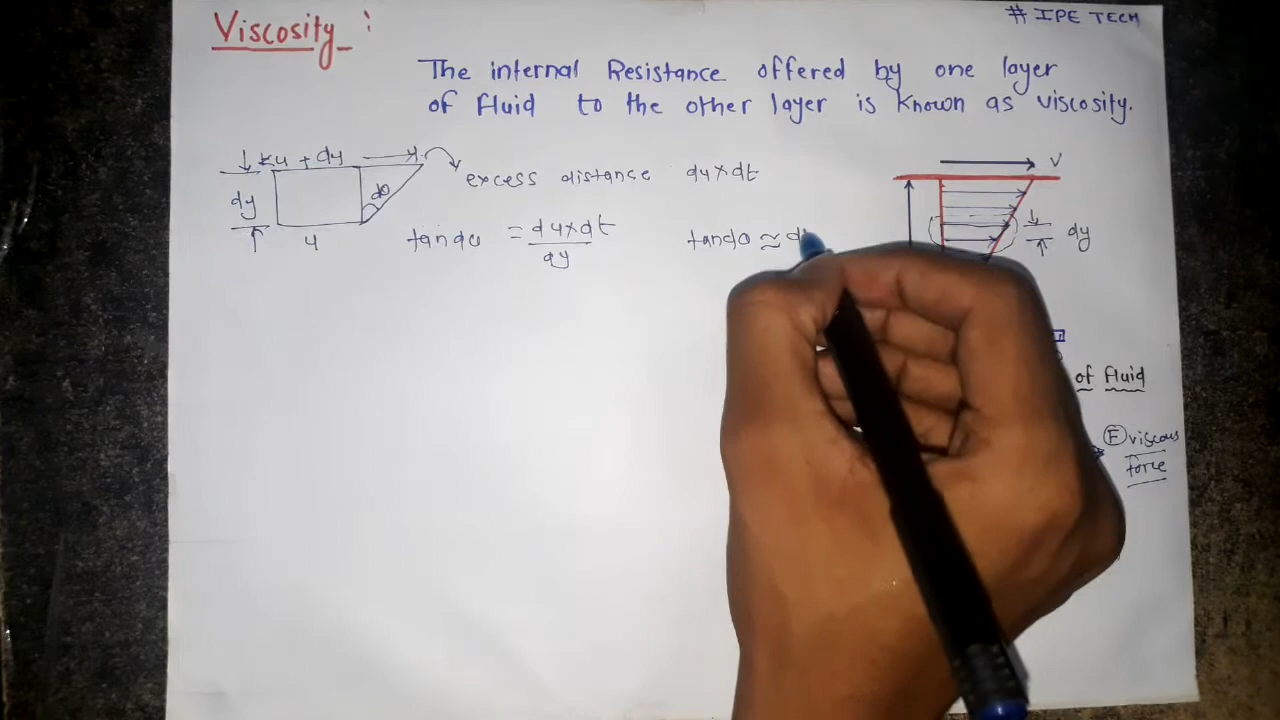 Viscosity :
# IPE TECH
The internal Resistance offered by one layer
of fluid to the other layer is known as viscosity.
u + du
excess distance du×dt
dy
dθ
u
tandθ = du×dt
dy
tandθ ≈
V
dy
of fluid
F viscous
force